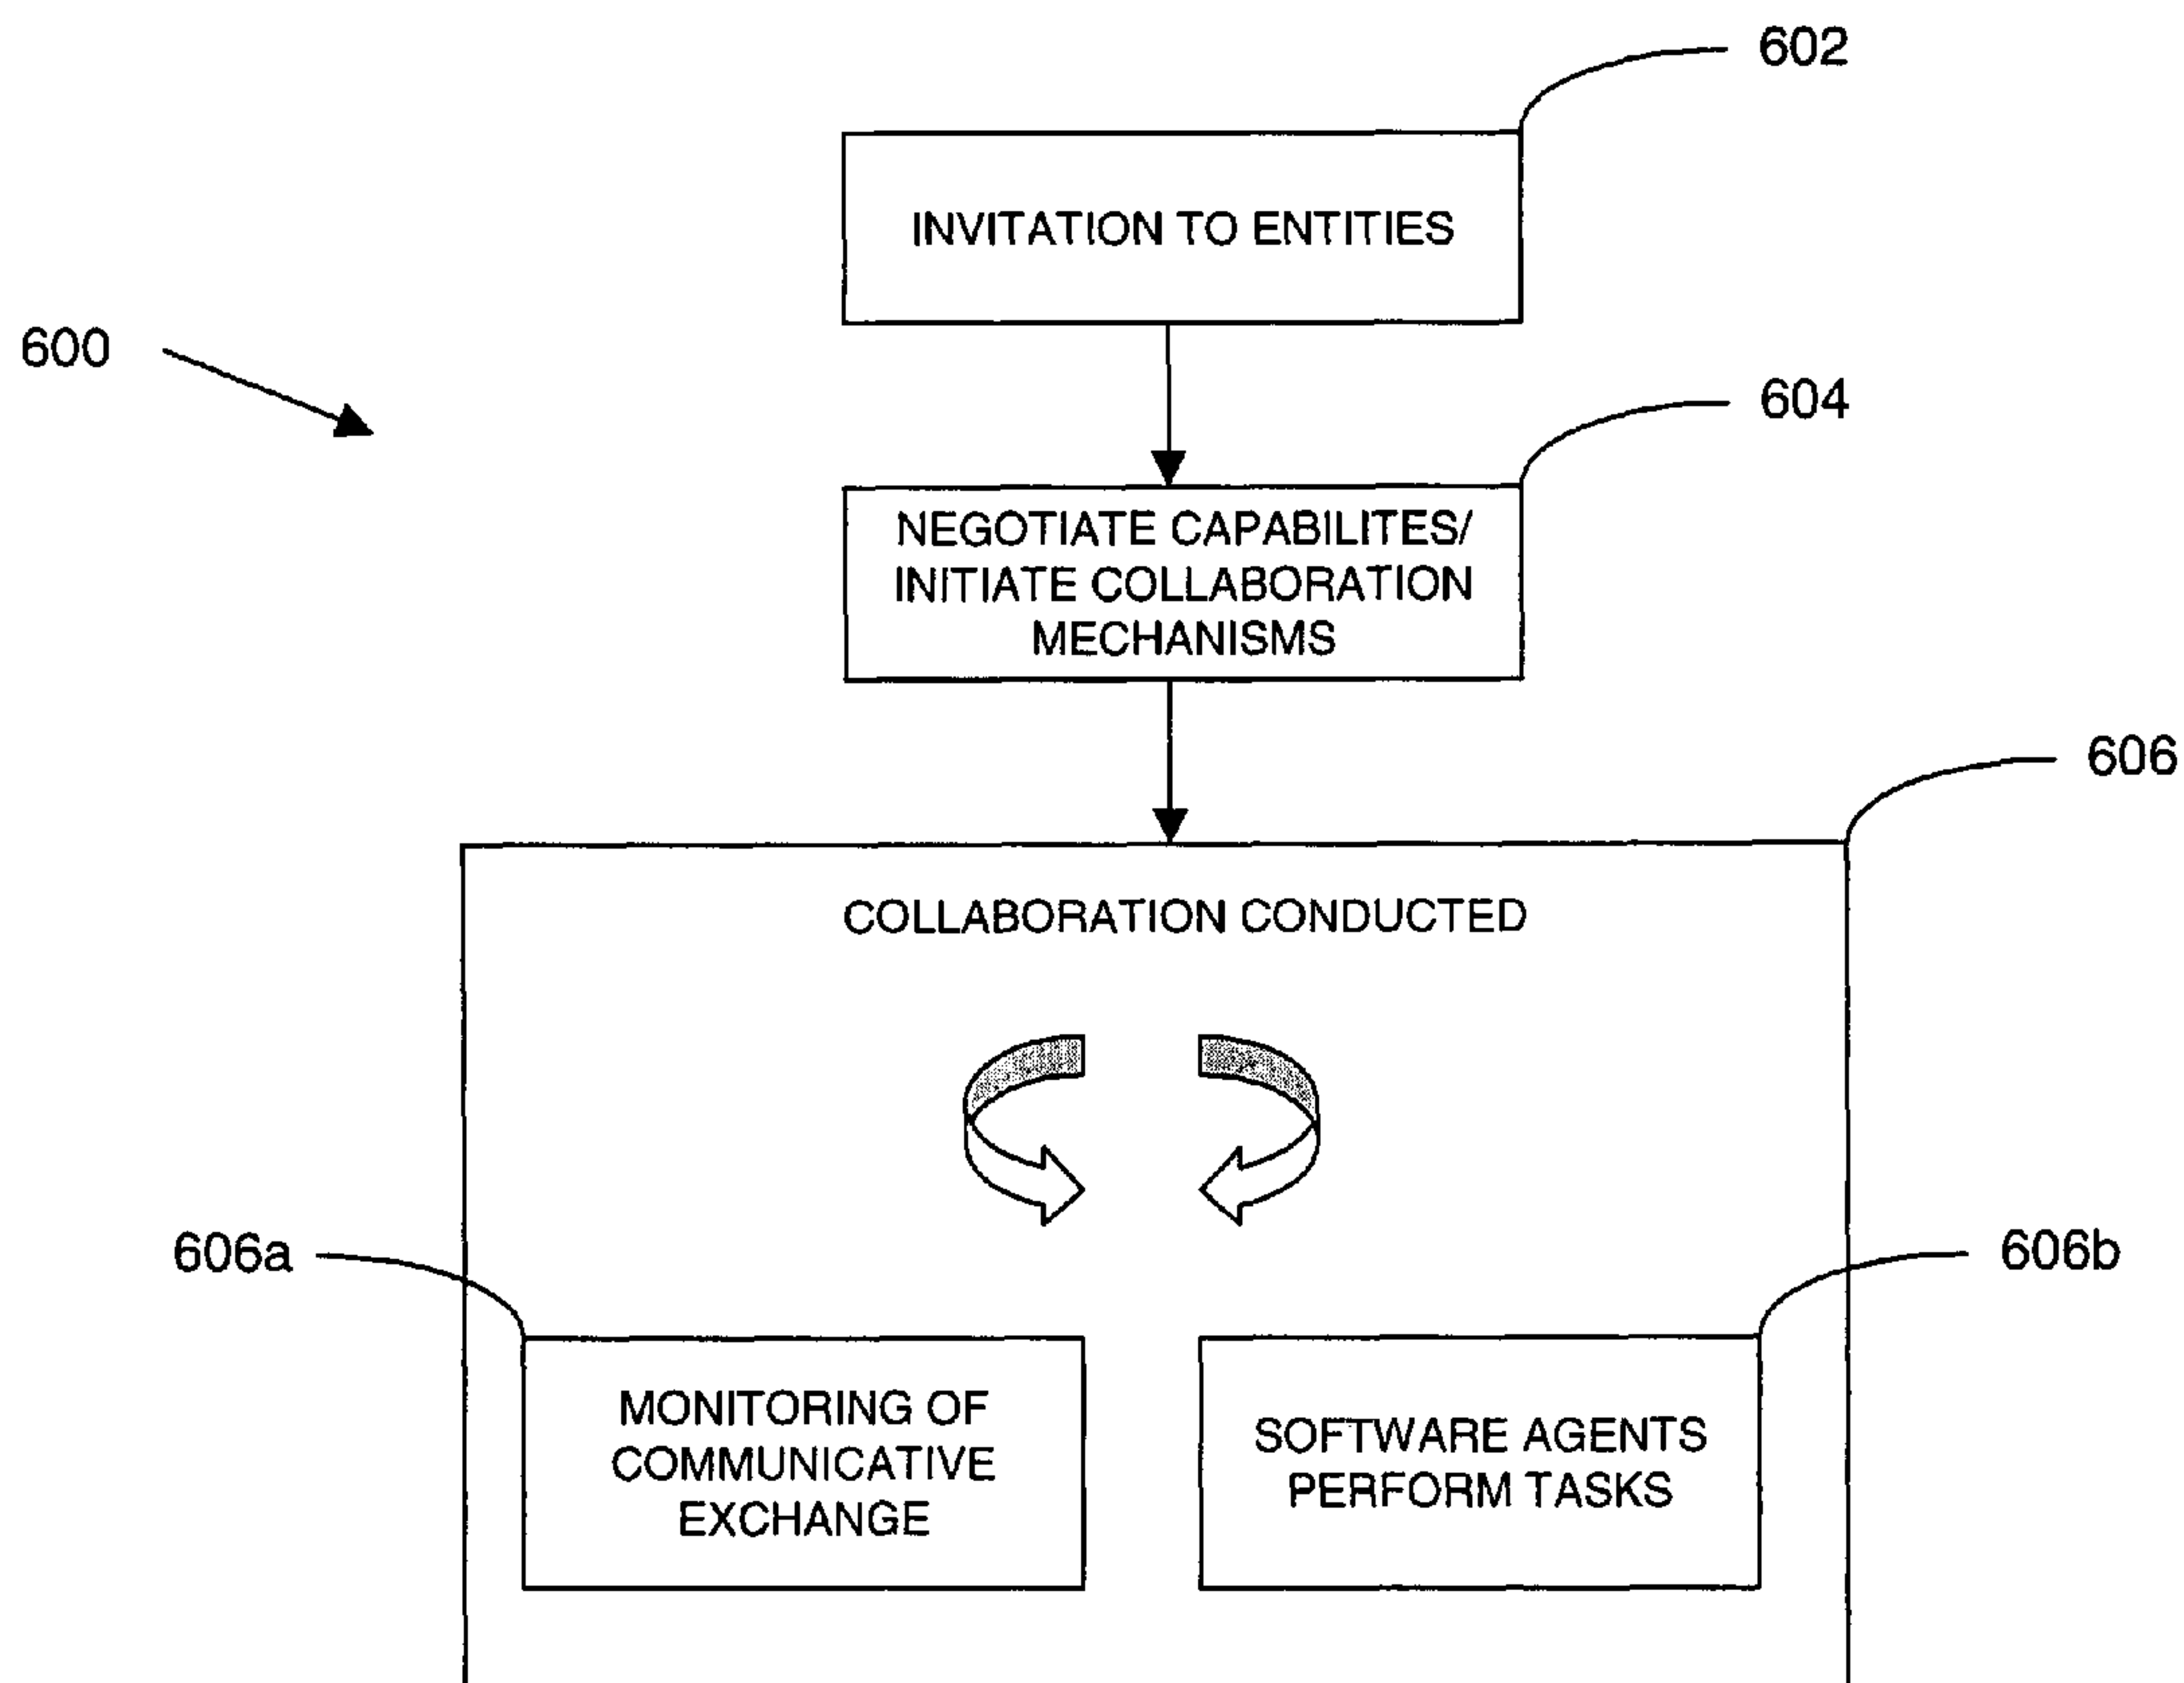 602
INVITATION TO ENTITIES
600
604
NEGOTIATE CAPABILITES/
INITIATE COLLABORATION
MECHANISMS
606
COLLABORATION CONDUCTED
606a
606b
MONITORING OF
COMMUNICATIVE
EXCHANGE
SOFTWARE AGENTS
PERFORM TASKS